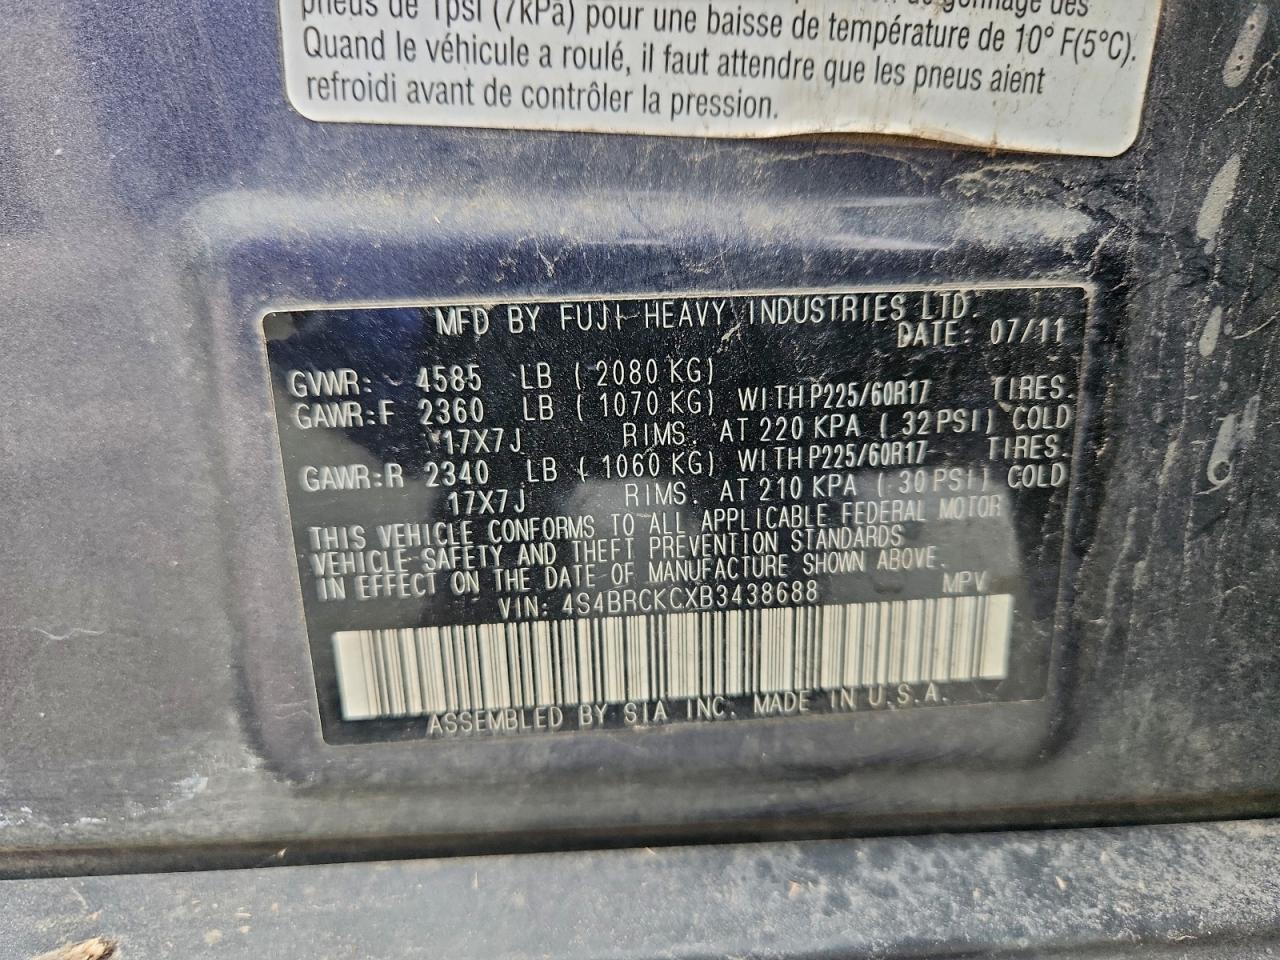 pneus de 1psi (7kPa) pour une baisse de température de 10° F(5°C).
Quand le véhicule a roulé, il faut attendre que les pneus aient
refroidi avant de contrôler la pression.
MFD BY FUJI HEAVY INDUSTRIES LTD.
DATE: 07/11
GVWR: 4585 LB (2080 KG)
GAWR:F 2360 LB (1070 KG) WITH P225/60R17 TIRES.
17X7J RIMS. AT 220 KPA (32 PSI) COLD
GAWR:R 2340 LB (1060 KG) WITH P225/60R17 TIRES.
17X7J RIMS. AT 210 KPA (30 PSI) COLD
THIS VEHICLE CONFORMS TO ALL APPLICABLE FEDERAL MOTOR
VEHICLE SAFETY AND THEFT PREVENTION STANDARDS
IN EFFECT ON THE DATE OF MANUFACTURE SHOWN ABOVE.
VIN: 4S4BRCKCXB3438688 MPV
ASSEMBLED BY SIA INC. MADE IN U.S.A.